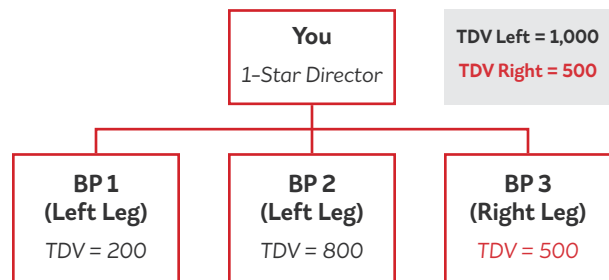 You
1-Star Director
TDV Left = 1,000
TDV Right = 500
BP 1
(Left Leg)
TDV = 200
BP 2
(Left Leg)
TDV = 800
BP 3
(Right Leg)
TDV = 500